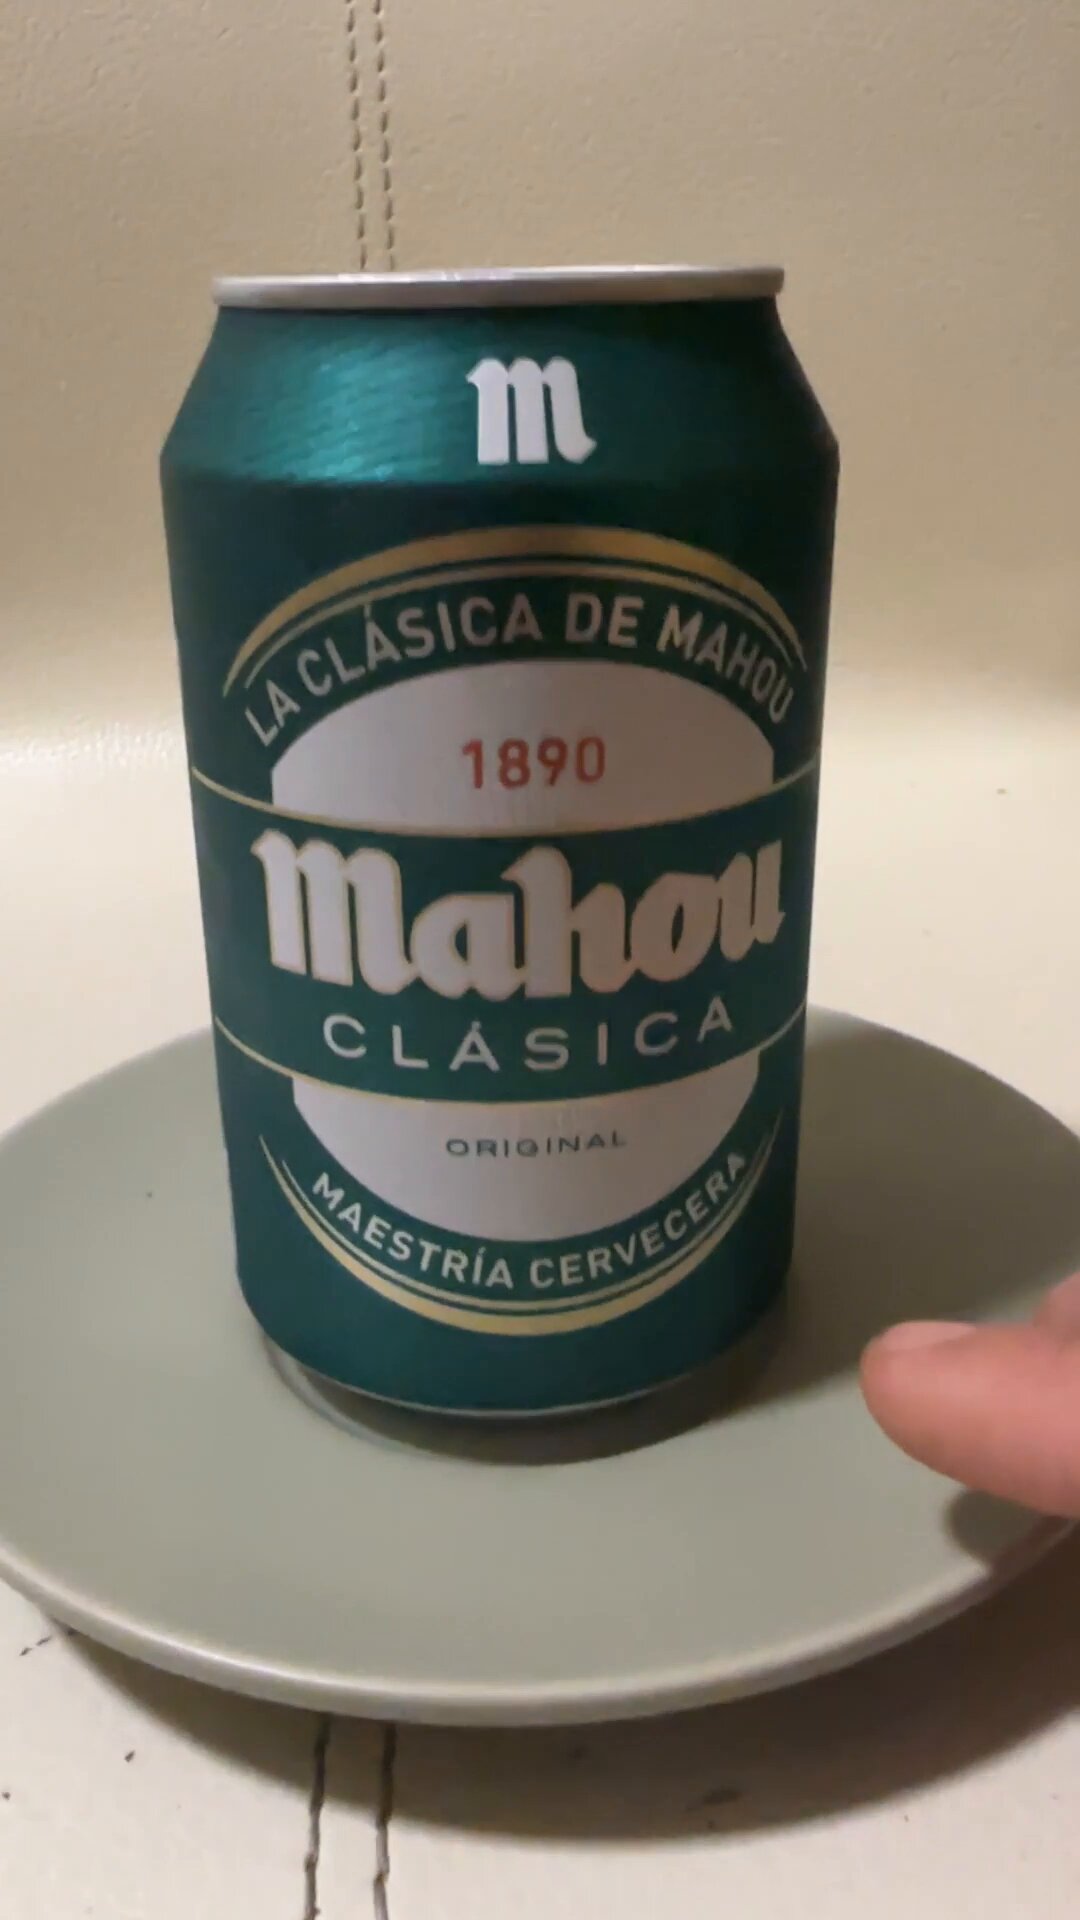 m
LA CLÁSICA DE MAHOU
1890
Mahou
CLÁSICA
ORIGINAL
MAESTRÍA CERVECERA